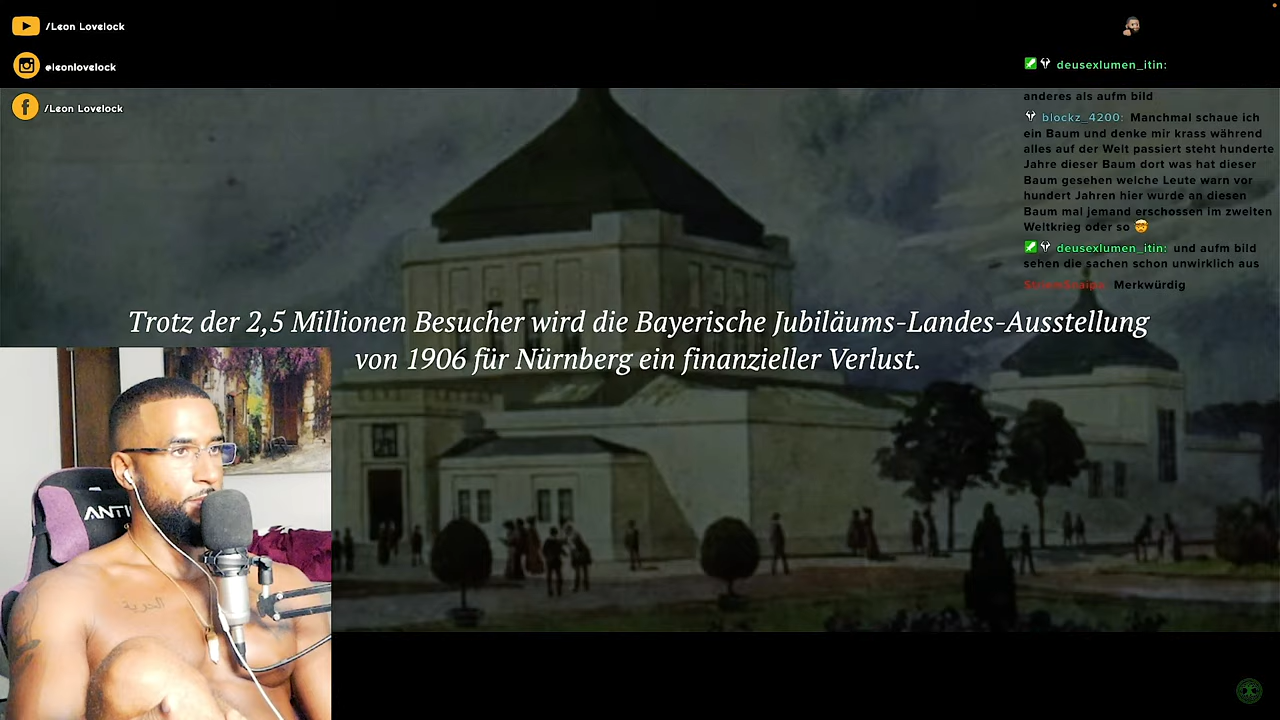 /Leon Lovelock
@leonlovelock
/Leon Lovelock
deusexlumen_itin:
anderes als aufm bild
blockz_4200: Manchmal schaue ich
ein Baum und denke mir krass während
alles auf der Welt passiert steht hunderte
Jahre dieser Baum dort was hat dieser
Baum gesehen welche Leute warn vor
hundert Jahren hier wurde an diesen
Baum mal jemand erschossen im zweiten
Weltkrieg oder so 🤯
deusexlumen_itin: und aufm bild
sehen die sachen schon unwirklich aus
Merkwürdig
Trotz der 2,5 Millionen Besucher wird die Bayerische Jubiläums-Landes-Ausstellung
von 1906 für Nürnberg ein finanzieller Verlust.
ANTI
الحرية